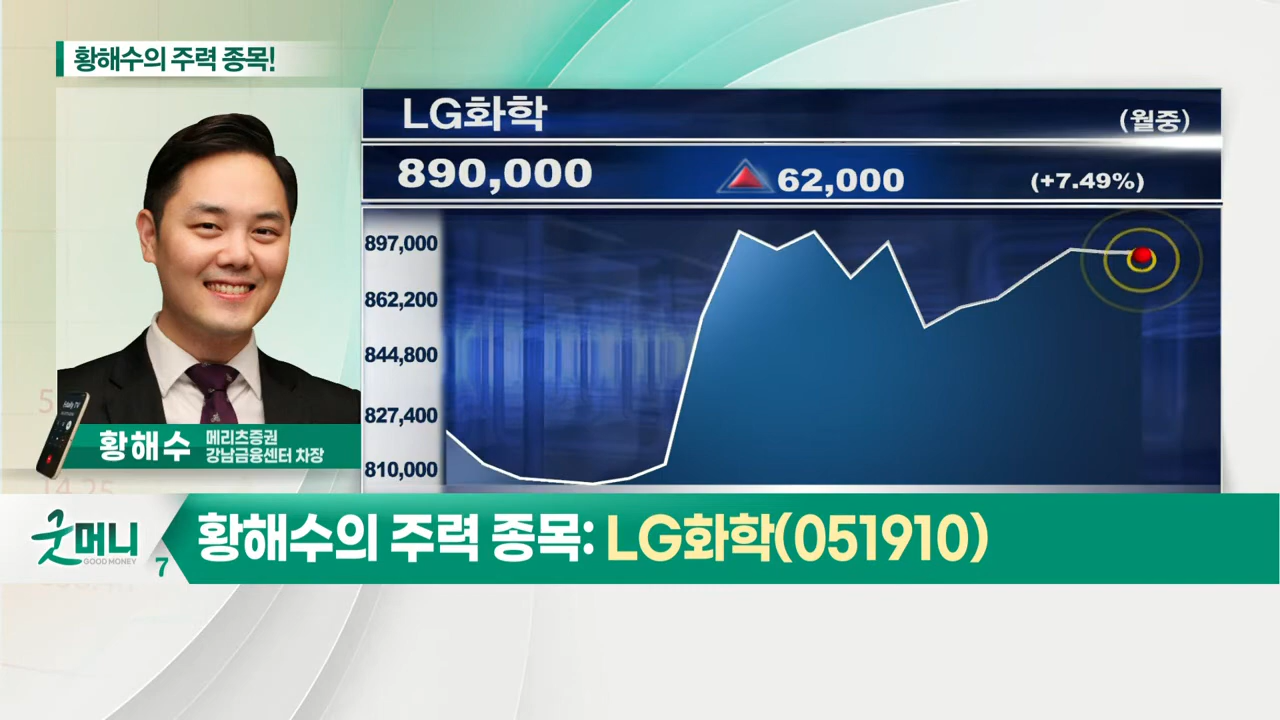 황해수의 주력 종목!
LG화학
(월중)
890,000 ▲ 62,000 (+7.49%)
897,000
862,200
844,800
827,400
810,000
황해수 메리츠증권
강남금융센터 차장
굿머니
GOOD MONEY
7
황해수의 주력 종목: LG화학(051910)